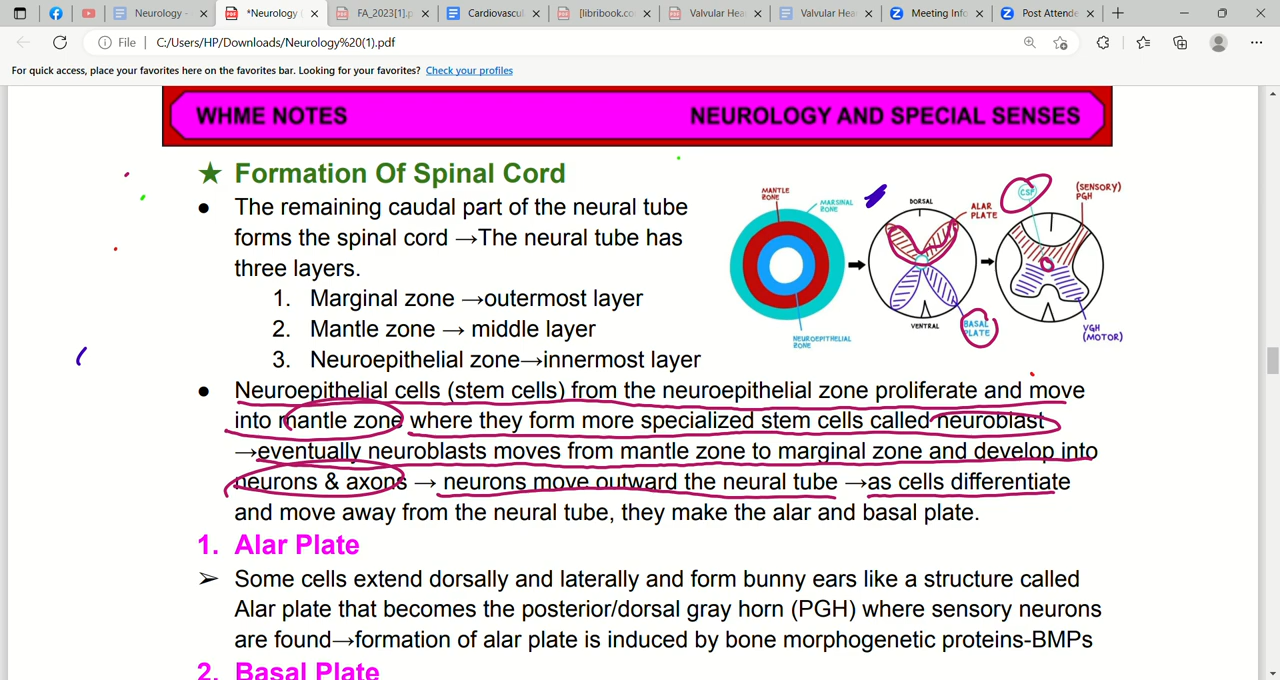 Neurology -
*Neurology (
FA_2023[1].p
Cardiovascul
[libribook.co
Valvular Hea
Valvular Hea
Meeting Info
Post Attende
File
C:/Users/HP/Downloads/Neurology%20(1).pdf
For quick access, place your favorites here on the favorites bar. Looking for your favorites? Check your profiles
WHME NOTES
NEUROLOGY AND SPECIAL SENSES
★ Formation Of Spinal Cord
● The remaining caudal part of the neural tube
forms the spinal cord →The neural tube has
three layers.
1. Marginal zone →outermost layer
2. Mantle zone → middle layer
3. Neuroepithelial zone→innermost layer
MANTLE
ZONE
MARSINAL
ZONE
NEUROEPITHELIAL
ZONE
DORSAL
ALAR
PLATE
VENTRAL
BASAL
PLATE
CSF
(SENSORY)
PGH
VGH
(MOTOR)
● Neuroepithelial cells (stem cells) from the neuroepithelial zone proliferate and move
into mantle zone where they form more specialized stem cells called neuroblast
→eventually neuroblasts moves from mantle zone to marginal zone and develop into
neurons & axons → neurons move outward the neural tube →as cells differentiate
and move away from the neural tube, they make the alar and basal plate.
1. Alar Plate
➢ Some cells extend dorsally and laterally and form bunny ears like a structure called
Alar plate that becomes the posterior/dorsal gray horn (PGH) where sensory neurons
are found→formation of alar plate is induced by bone morphogenetic proteins-BMPs
2. Basal Plate